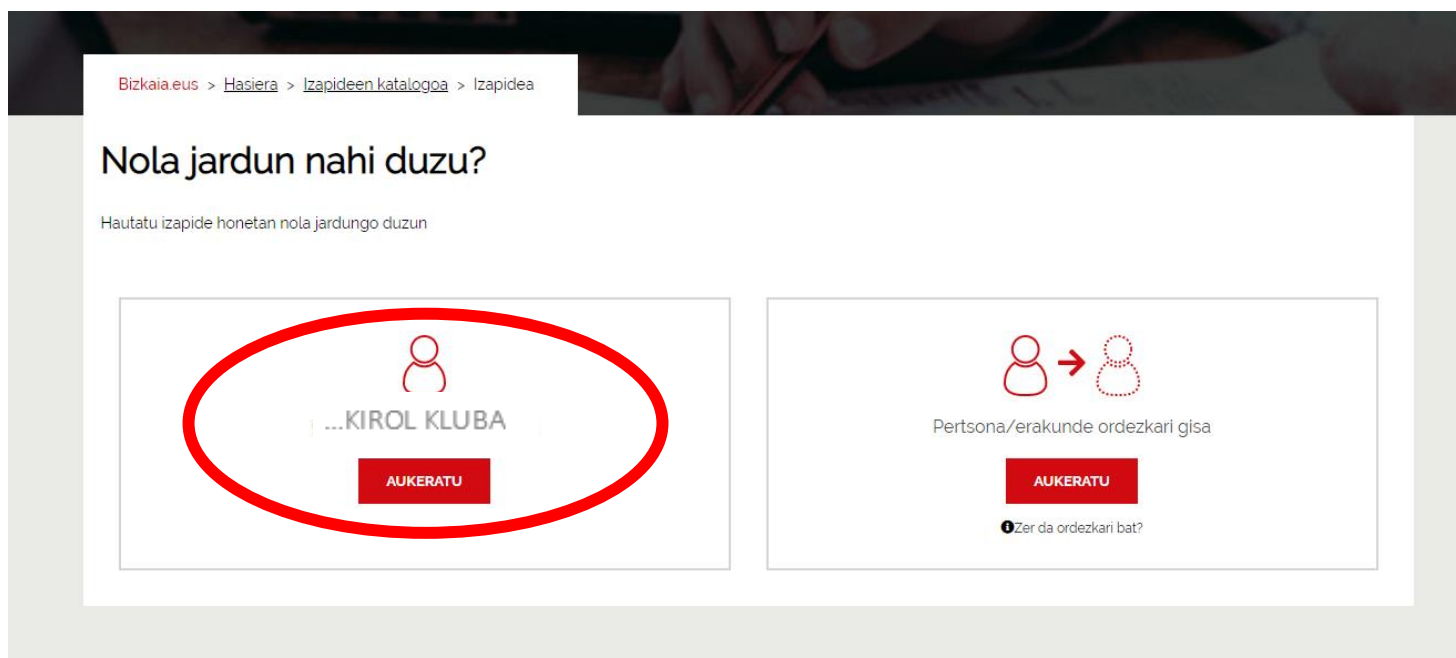 Bizkaia.eus > Hasiera > Izapideen katalogoa > Izapidea
Nola jardun nahi duzu?
Hautatu izapide honetan nola jardungo duzun
...KIROL KLUBA
AUKERATU
Pertsona/erakunde ordezkari gisa
AUKERATU
Zer da ordezkari bat?